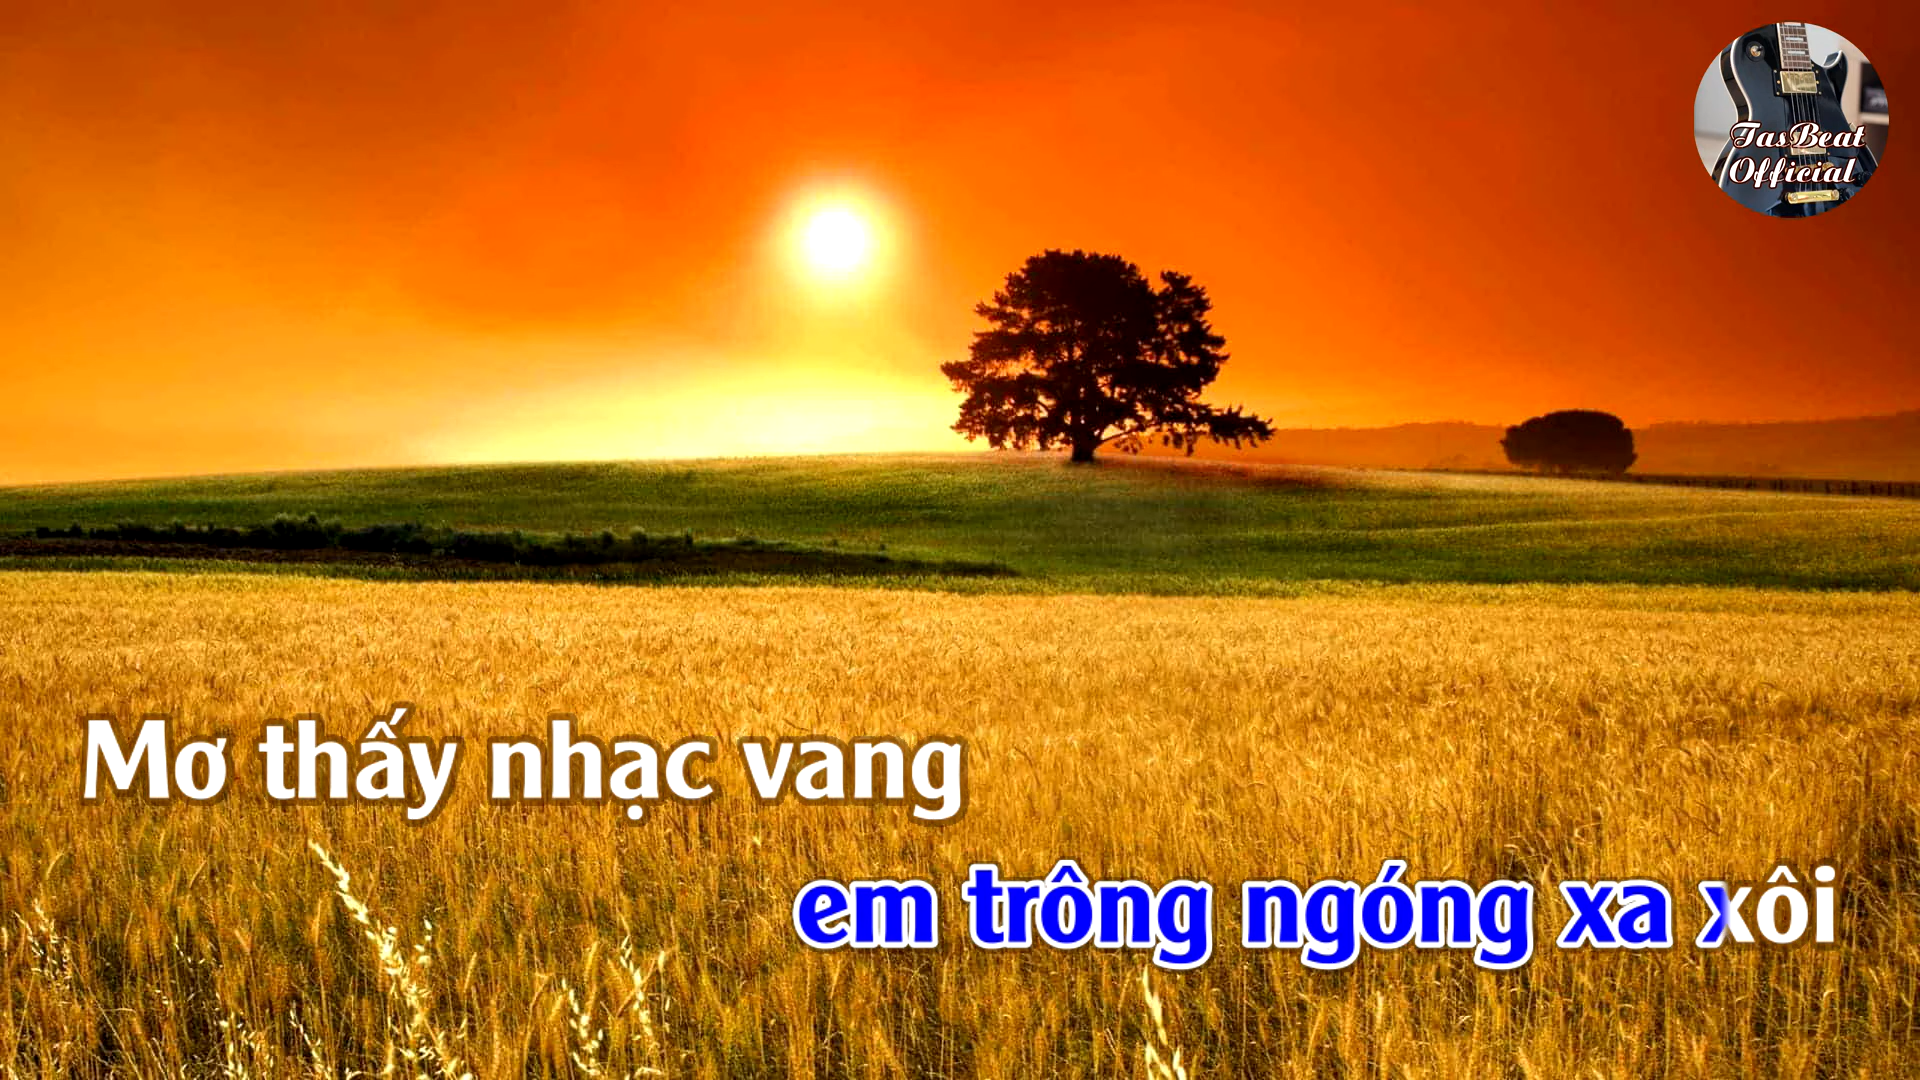 TasBeat
Official
Mơ thấy nhạc vang
em trông ngóng xa xôi